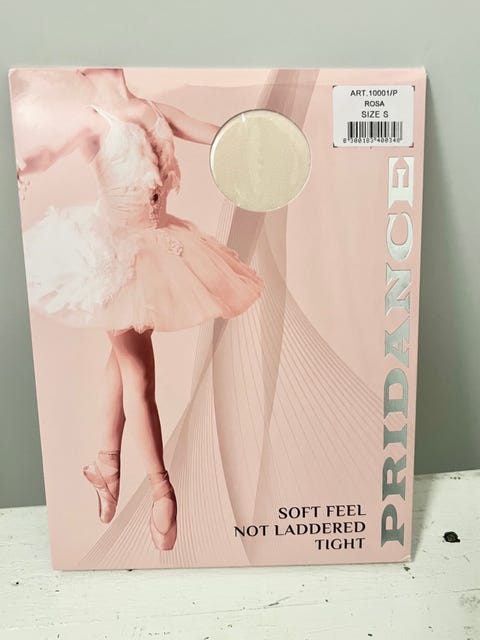 ART.10001/P
ROSA
SIZE S
PRIDANCE
SOFT FEEL
NOT LADDERED
TIGHT